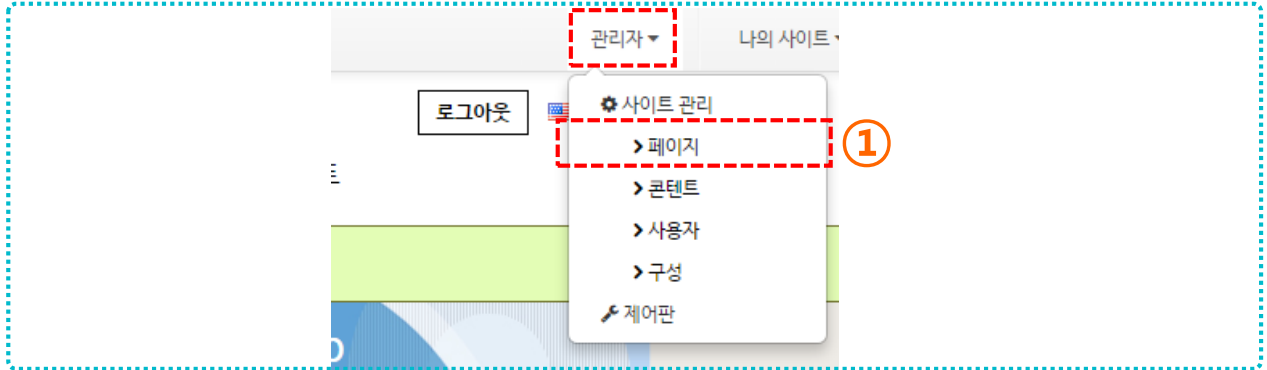 관리자 나의 사이트
로그아웃
사이트 관리
페이지
①
콘텐트
사용자
구성
제어판